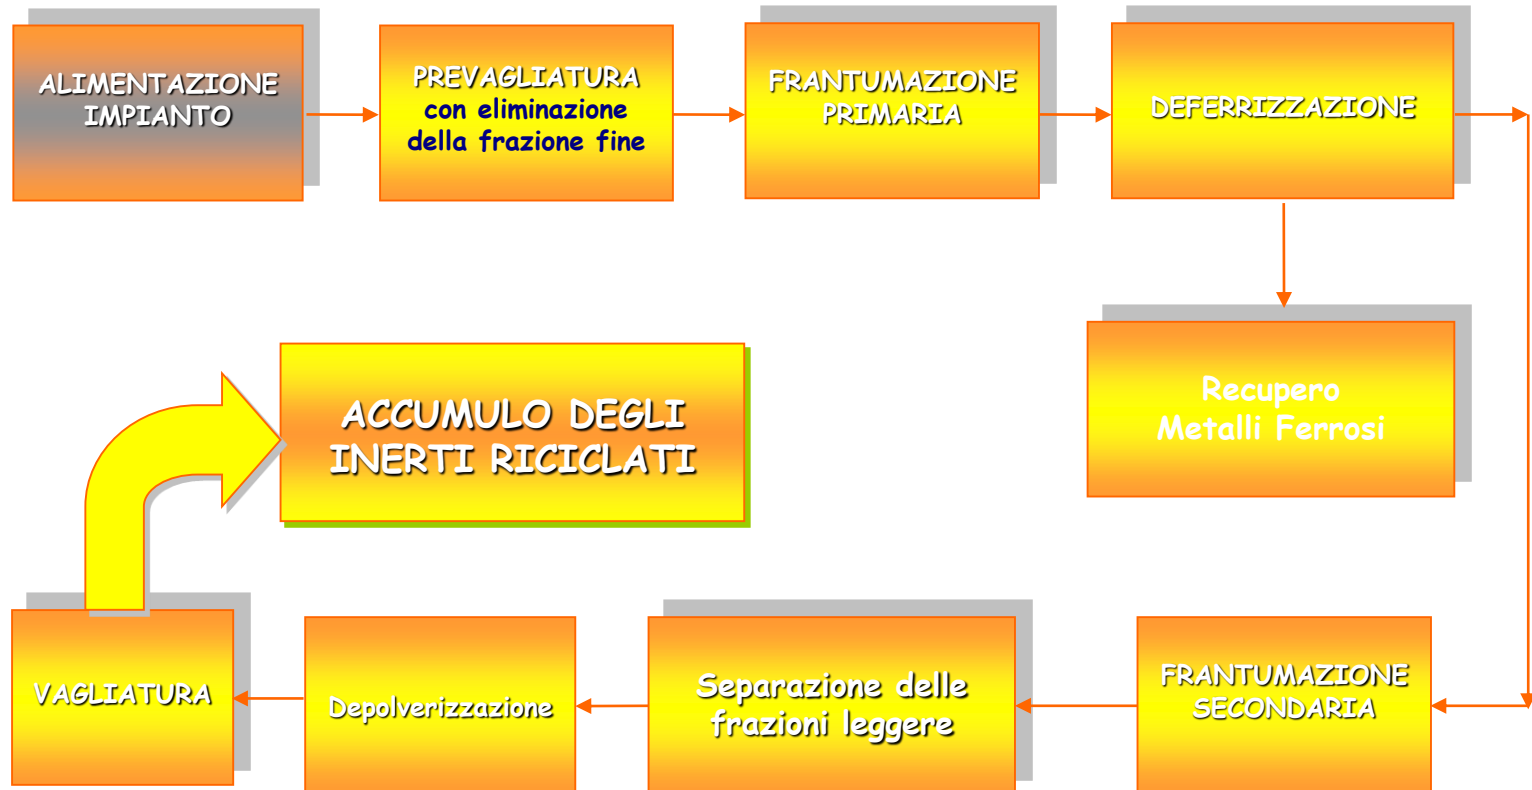 ALIMENTAZIONE
IMPIANTO
PREVAGLIATURA
con eliminazione
della frazione fine
FRANTUMAZIONE
PRIMARIA
DEFERRIZZAZIONE
Recupero
Metalli Ferrosi
ACCUMULO DEGLI
INERTI RICICLATI
VAGLIATURA
Depolverizzazione
Separazione delle
frazioni leggere
FRANTUMAZIONE
SECONDARIA